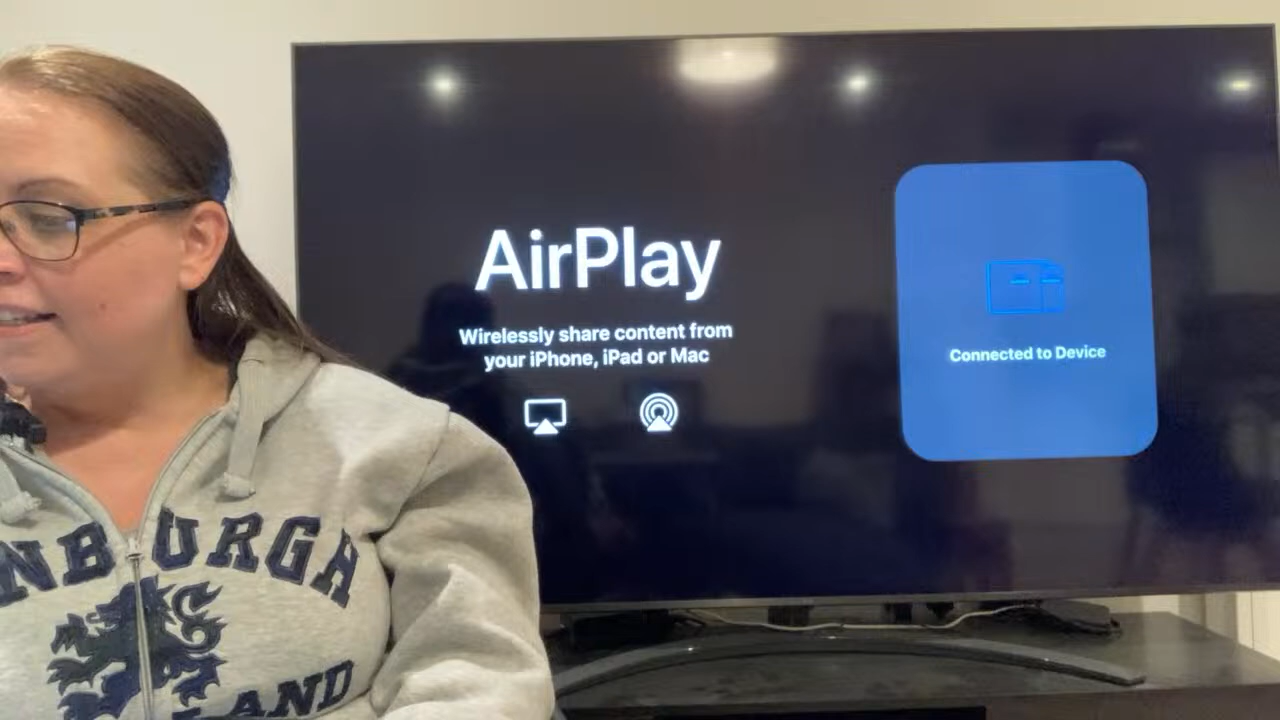 AirPlay
Wirelessly share content from
your iPhone, iPad or Mac
Connected to Device
NBURGH
LAND